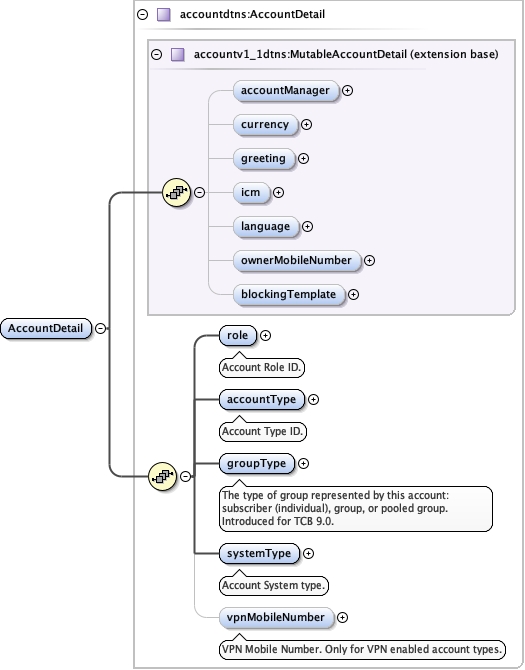 accountdtns:AccountDetail
accountv1_1dtns:MutableAccountDetail (extension base)
accountManager
currency
greeting
icm
language
ownerMobileNumber
blockingTemplate
AccountDetail
role
Account Role ID.
accountType
Account Type ID.
groupType
The type of group represented by this account:
subscriber (individual), group, or pooled group.
Introduced for TCB 9.0.
systemType
Account System type.
vpnMobileNumber
VPN Mobile Number. Only for VPN enabled account types.